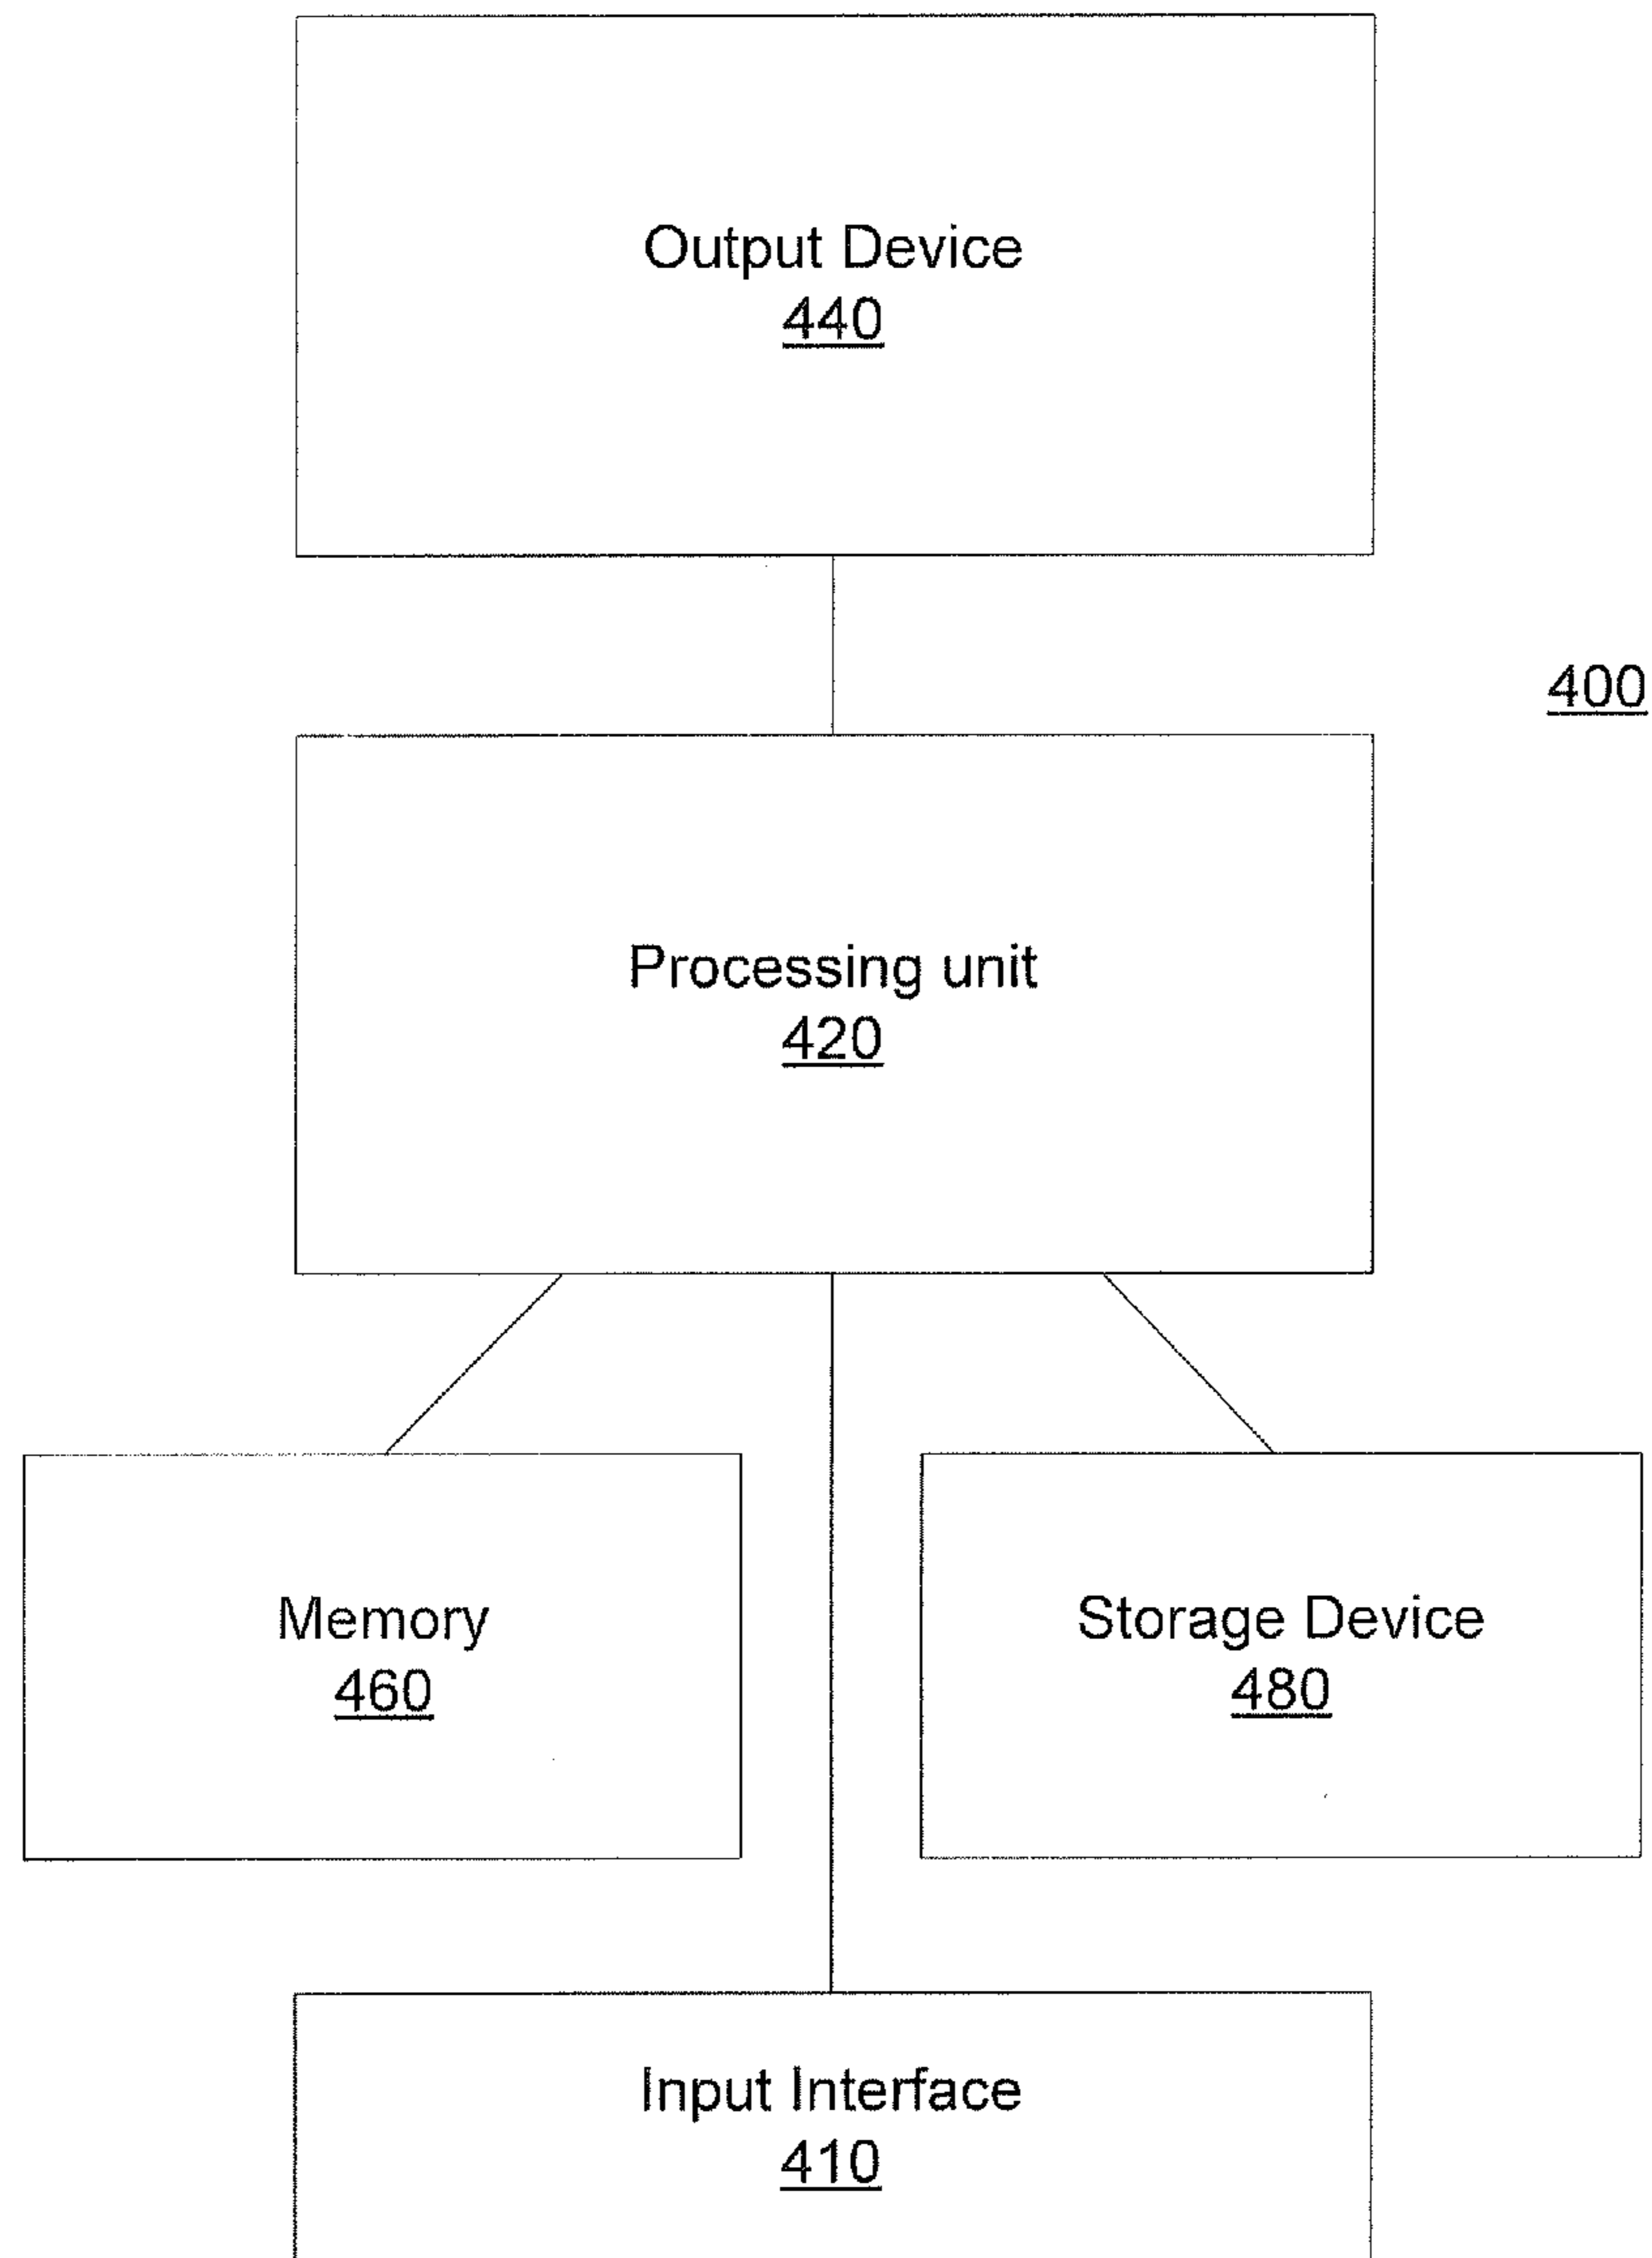 Output Device
440
400
Processing unit
420
Memory
460
Storage Device
480
Input Interface
410